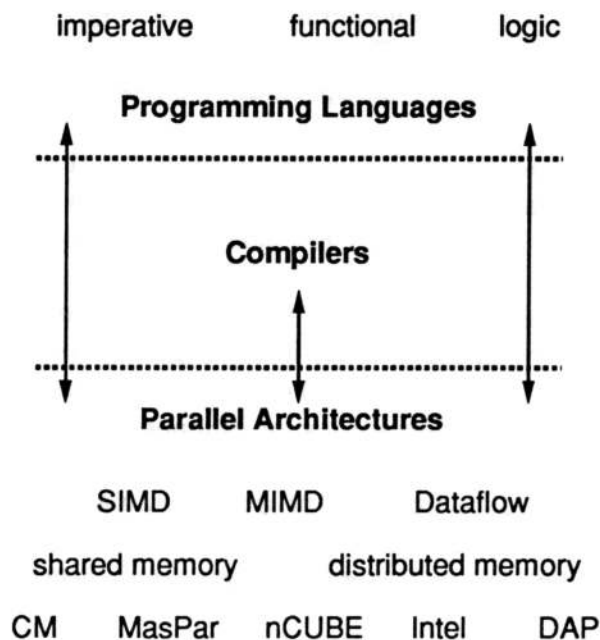 imperative functional logic
Programming Languages
Compilers
Parallel Architectures
SIMD MIMD Dataflow
shared memory distributed memory
CM MasPar nCUBE Intel DAP